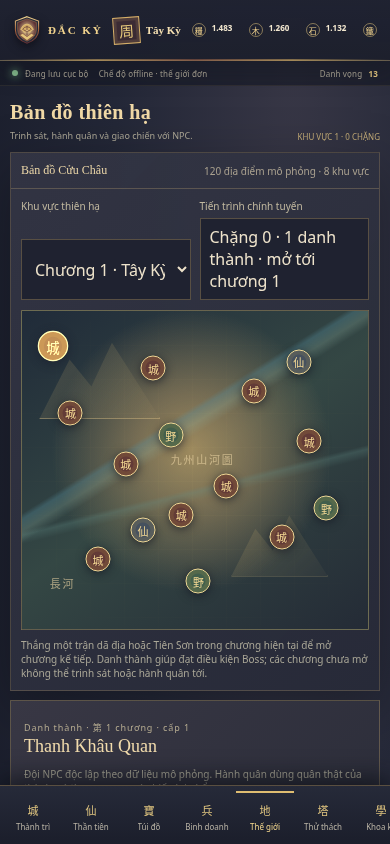 ĐẮC KỶ 周 Tây Kỳ 糧 1.483 木 1.260 石 1.132 鐵
Đang lưu cục bộ Chế độ offline · thế giới đơn Danh vọng 13
Bản đồ thiên hạ
Trinh sát, hành quân và giao chiến với NPC. KHU VỰC 1 · 0 CHẶNG
Bản đồ Cửu Châu 120 địa điểm mô phỏng · 8 khu vực
Khu vực thiên hạ Tiến trình chính tuyến
Chương 1 · Tây Kỳ Chặng 0 · 1 danh
thành · mở tới
chương 1
城
城 仙
城
城
野 城
城 九州山河圖
城
城 野
仙 城
城
野
長河
Thắng một trận dã địa hoặc Tiên Sơn trong chương hiện tại để mở
chương kế tiếp. Danh thành giúp đạt điều kiện Boss; các chương chưa mở
không thể trinh sát hoặc hành quân tới.
Danh thành · 第 1 chương · cấp 1
Thanh Khâu Quan
Đội NPC độc lập theo dữ liệu mô phỏng. Hành quân dùng quân thật của
城 仙 寶 兵 地 塔 學
Thành trì Thần tiên Túi đồ Binh doanh Thế giới Thử thách Khoa k